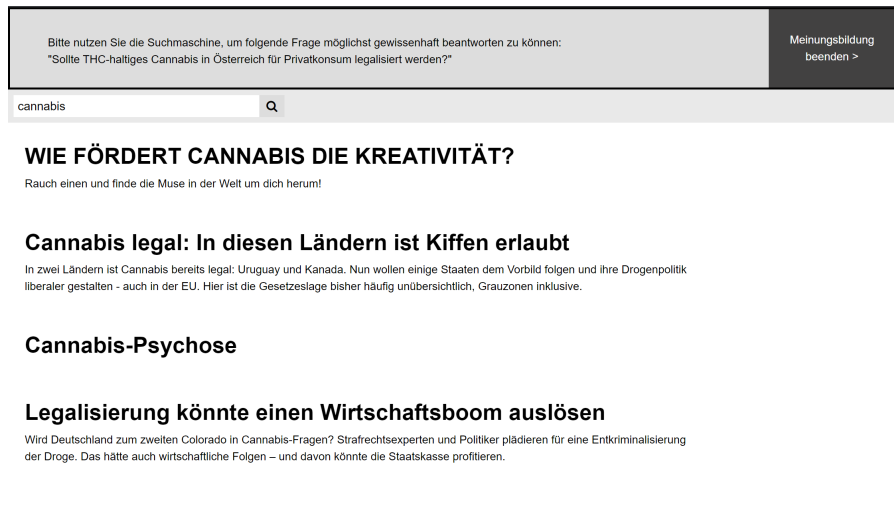 Bitte nutzen Sie die Suchmaschine, um folgende Frage möglichst gewissenhaft beantworten zu können:
"Sollte THC-haltiges Cannabis in Österreich für Privatkonsum legalisiert werden?"
Meinungsbildung
beenden >
cannabis
WIE FÖRDERT CANNABIS DIE KREATIVITÄT?
Rauch einen und finde die Muse in der Welt um dich herum!
Cannabis legal: In diesen Ländern ist Kiffen erlaubt
In zwei Ländern ist Cannabis bereits legal: Uruguay und Kanada. Nun wollen einige Staaten dem Vorbild folgen und ihre Drogenpolitik
liberaler gestalten - auch in der EU. Hier ist die Gesetzeslage bisher häufig unübersichtlich, Grauzonen inklusive.
Cannabis-Psychose
Legalisierung könnte einen Wirtschaftsboom auslösen
Wird Deutschland zum zweiten Colorado in Cannabis-Fragen? Strafrechtsexperten und Politiker plädieren für eine Entkriminalisierung
der Droge. Das hätte auch wirtschaftliche Folgen – und davon könnte die Staatskasse profitieren.